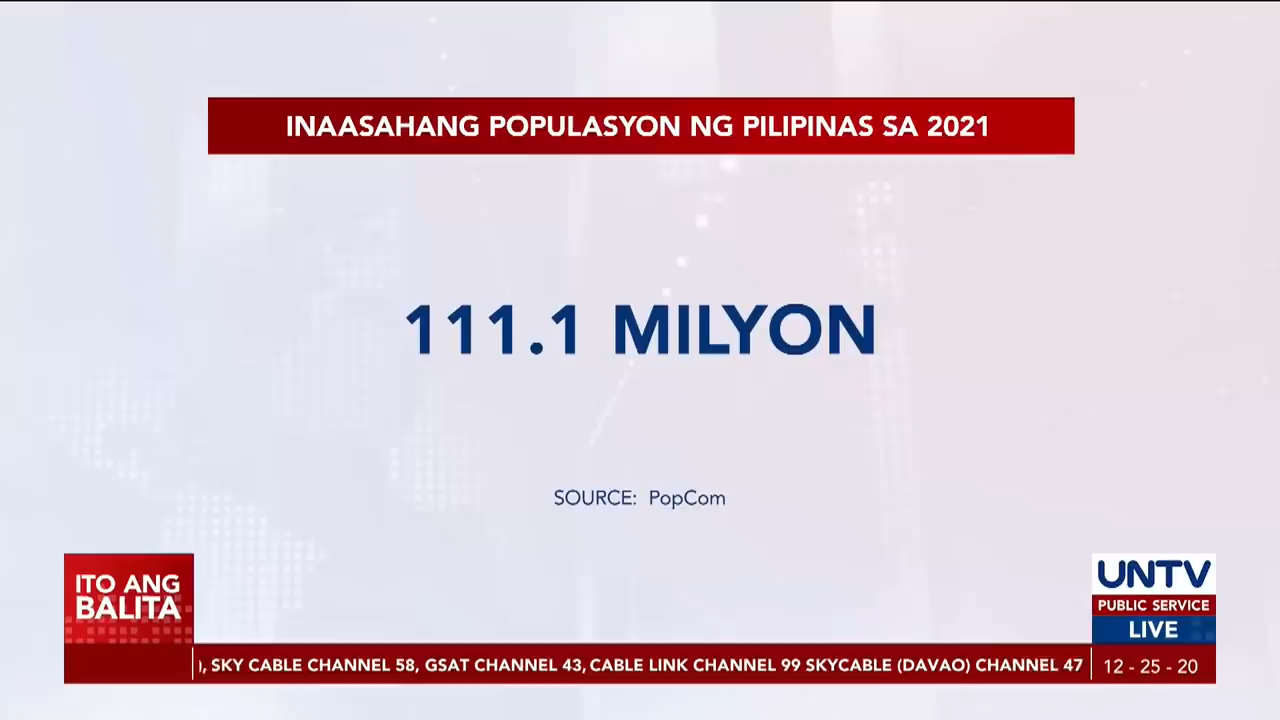 INAASAHANG POPULASYON NG PILIPINAS SA 2021
111.1 MILYON
SOURCE: PopCom
ITO ANG
BALITA
UNTV
PUBLIC SERVICE
LIVE
), SKY CABLE CHANNEL 58, GSAT CHANNEL 43, CABLE LINK CHANNEL 99 SKYCABLE (DAVAO) CHANNEL 47
12 - 25 - 20